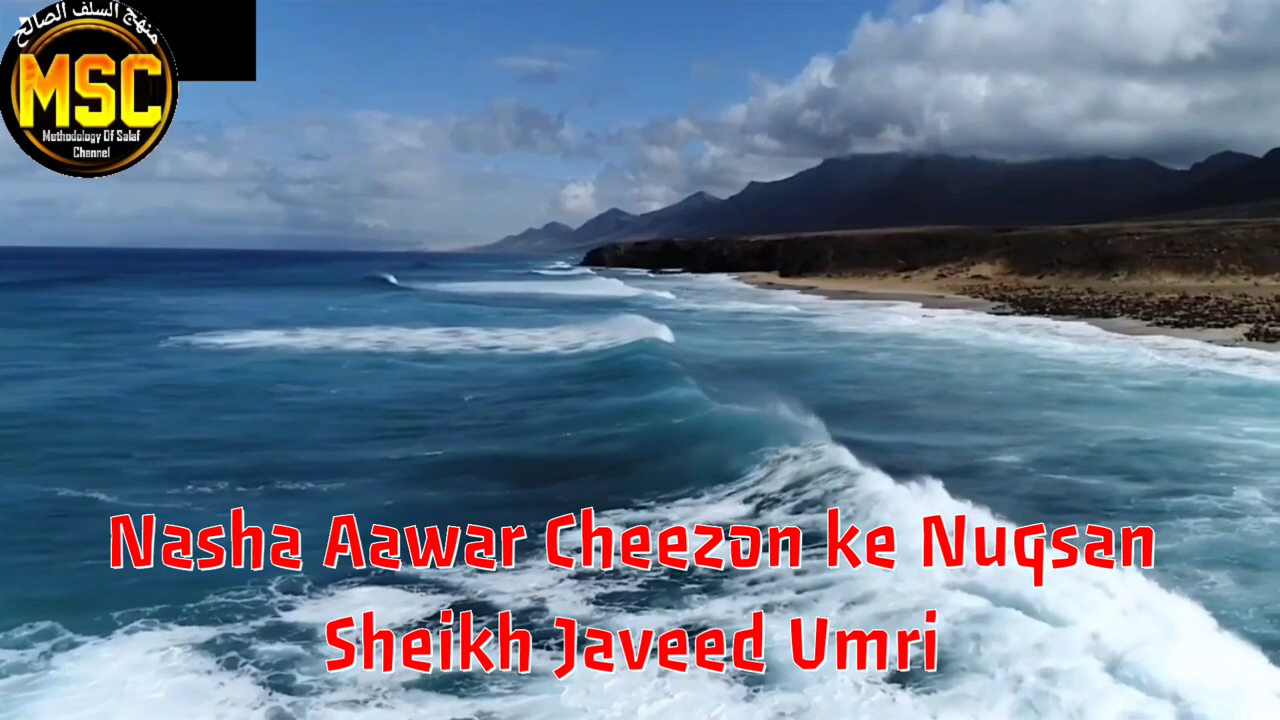 منهج السلف الصالح
MSC
Methodology Of Salaf
Channel
Nasha Aawar Cheezon ke Nuqsan
Sheikh Javeed Umri